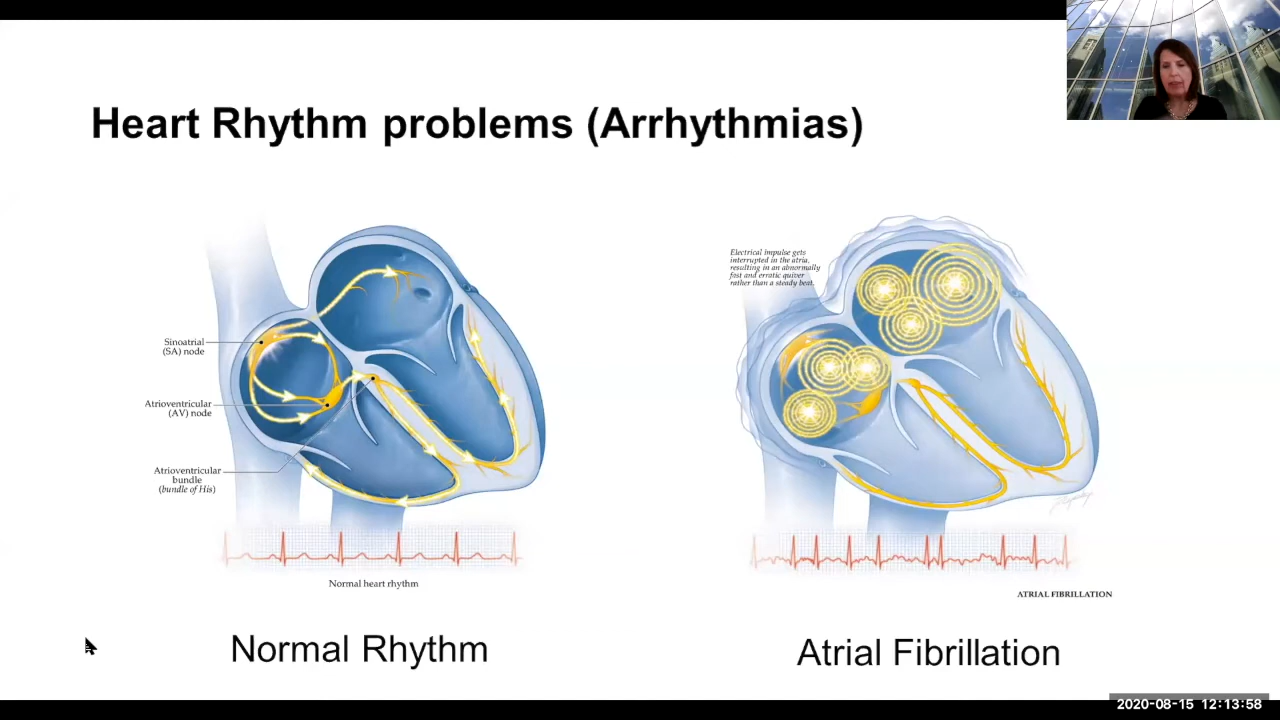 Heart Rhythm problems (Arrhythmias)
Sinoatrial
(SA) node
Atrioventricular
(AV) node
Atrioventricular
bundle
(bundle of His)
Normal heart rhythm
Normal Rhythm
Electrical impulse gets
interrupted in the atria,
resulting in an abnormally
fast and erratic quiver
rather than a steady beat.
ATRIAL FIBRILLATION
Atrial Fibrillation
2020-08-15 12:13:58